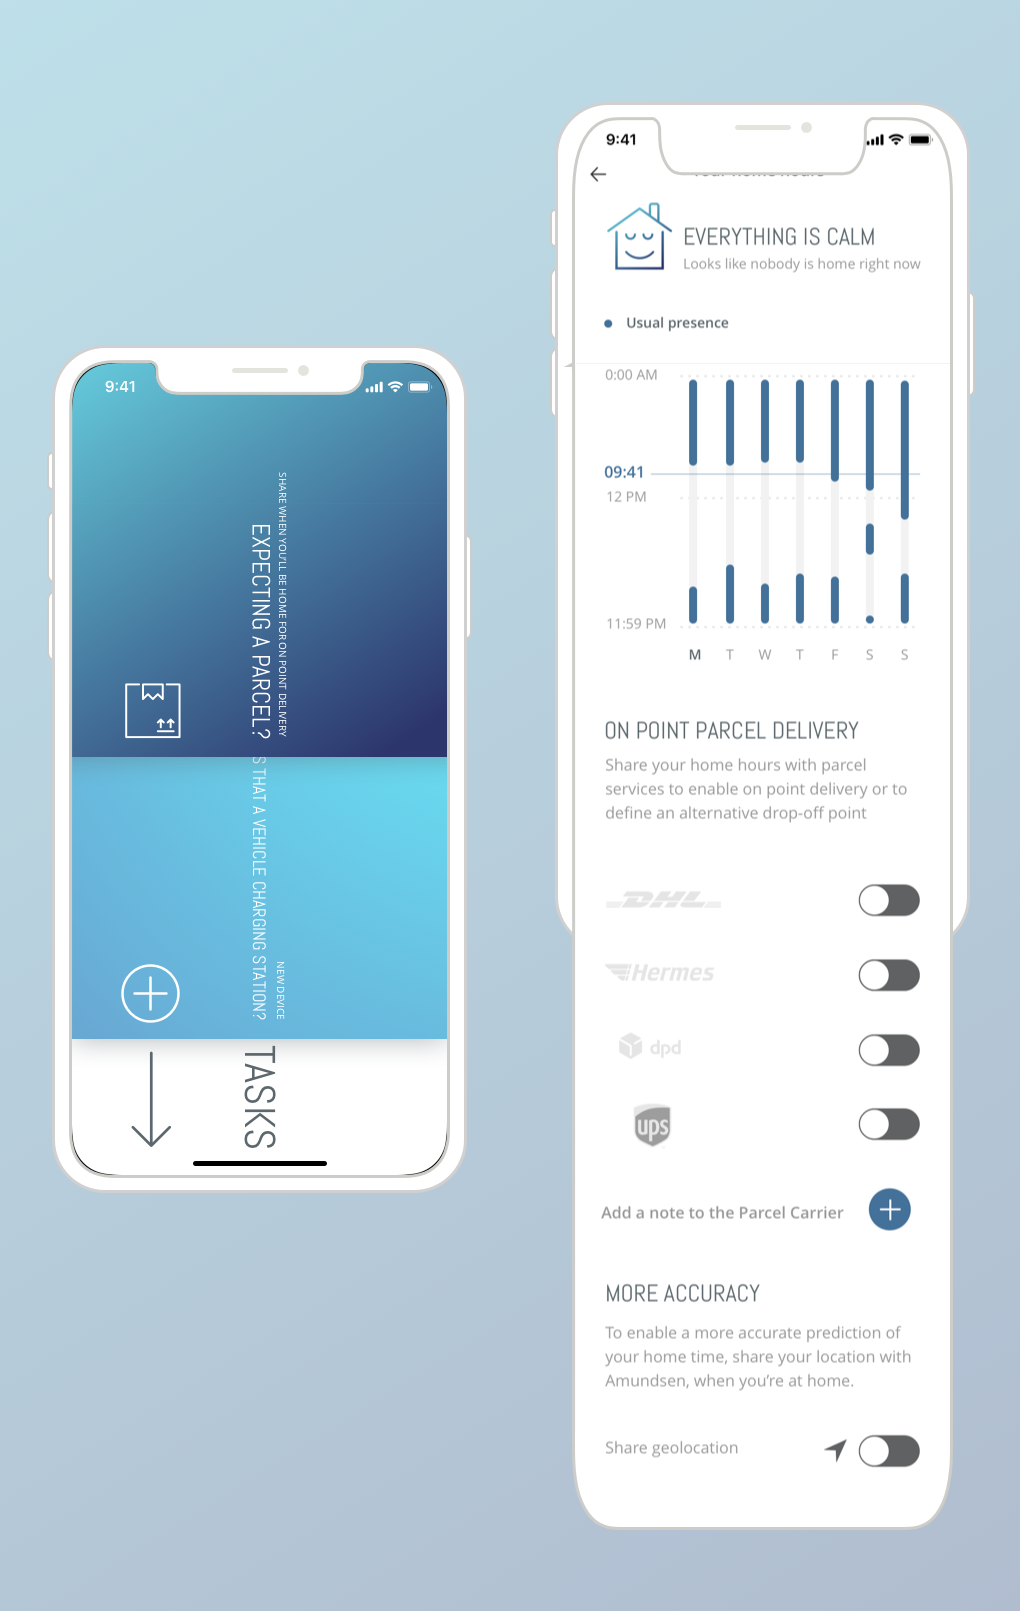 9:41
SHARE WHEN YOU'LL BE HOME FOR ON POINT DELIVERY
EXPECTING A PARCEL?
S THAT A VEHICLE CHARGING STATION?
NEW DEVICE
TASKS
9:41
Your home hours
EVERYTHING IS CALM
Looks like nobody is home right now
Usual presence
0:00 AM
09:41
12 PM
11:59 PM
M T W T F S S
ON POINT PARCEL DELIVERY
Share your home hours with parcel
services to enable on point delivery or to
define an alternative drop-off point
DHL
Hermes
dpd
ups
Add a note to the Parcel Carrier
MORE ACCURACY
To enable a more accurate prediction of
your home time, share your location with
Amundsen, when you're at home.
Share geolocation